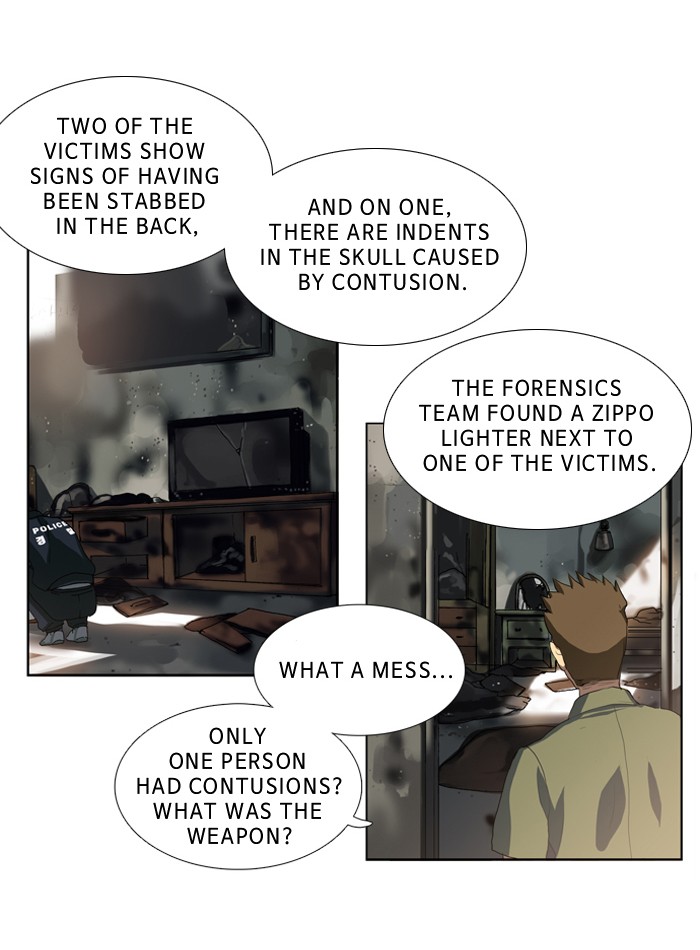 TWO OF THE
VICTIMS SHOW
SIGNS OF HAVING
BEEN STABBED
IN THE BACK,
AND ON ONE,
THERE ARE INDENTS
IN THE SKULL CAUSED
BY CONTUSION.
THE FORENSICS
TEAM FOUND A ZIPPO
LIGHTER NEXT TO
ONE OF THE VICTIMS.
POLICE
경찰
WHAT A MESS...
ONLY
ONE PERSON
HAD CONTUSIONS?
WHAT WAS THE
WEAPON?